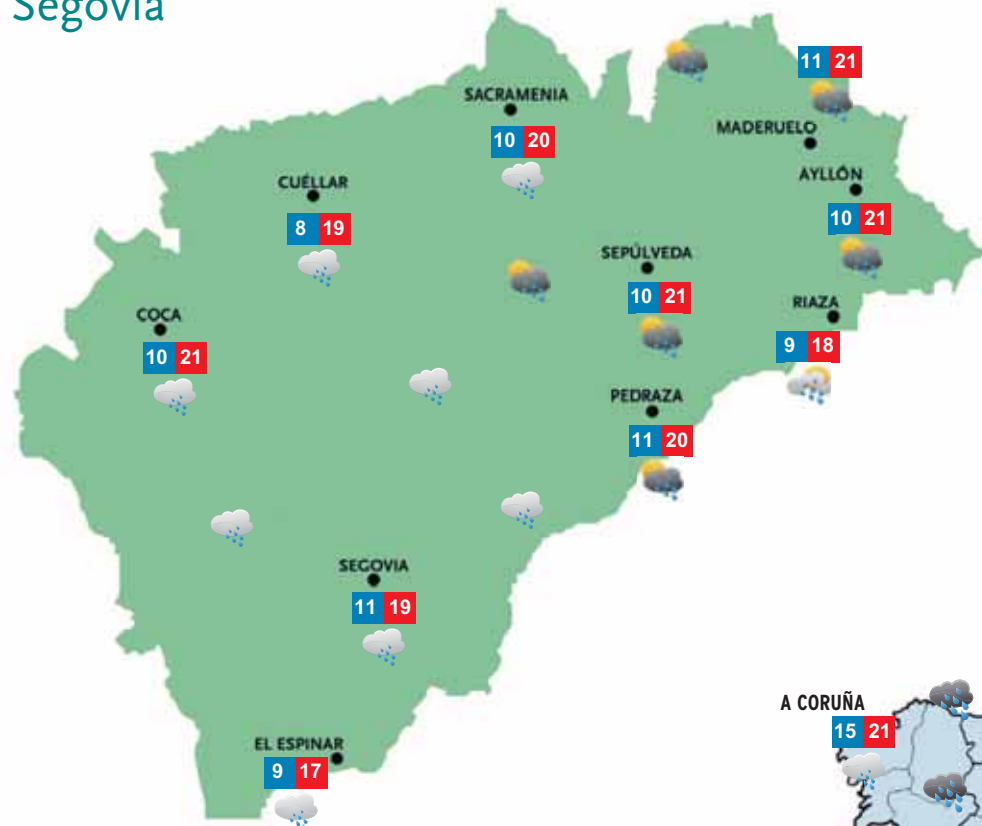 Segovia
11 21
SACRAMENIA
10 20
MADERUELO
AYLLÓN
10 21
CUÉLLAR
8 19
SEPÚLVEDA
10 21
RIAZA
9 18
COCA
10 21
PEDRAZA
11 20
SEGOVIA
11 19
A CORUÑA
15 21
EL ESPINAR
9 17